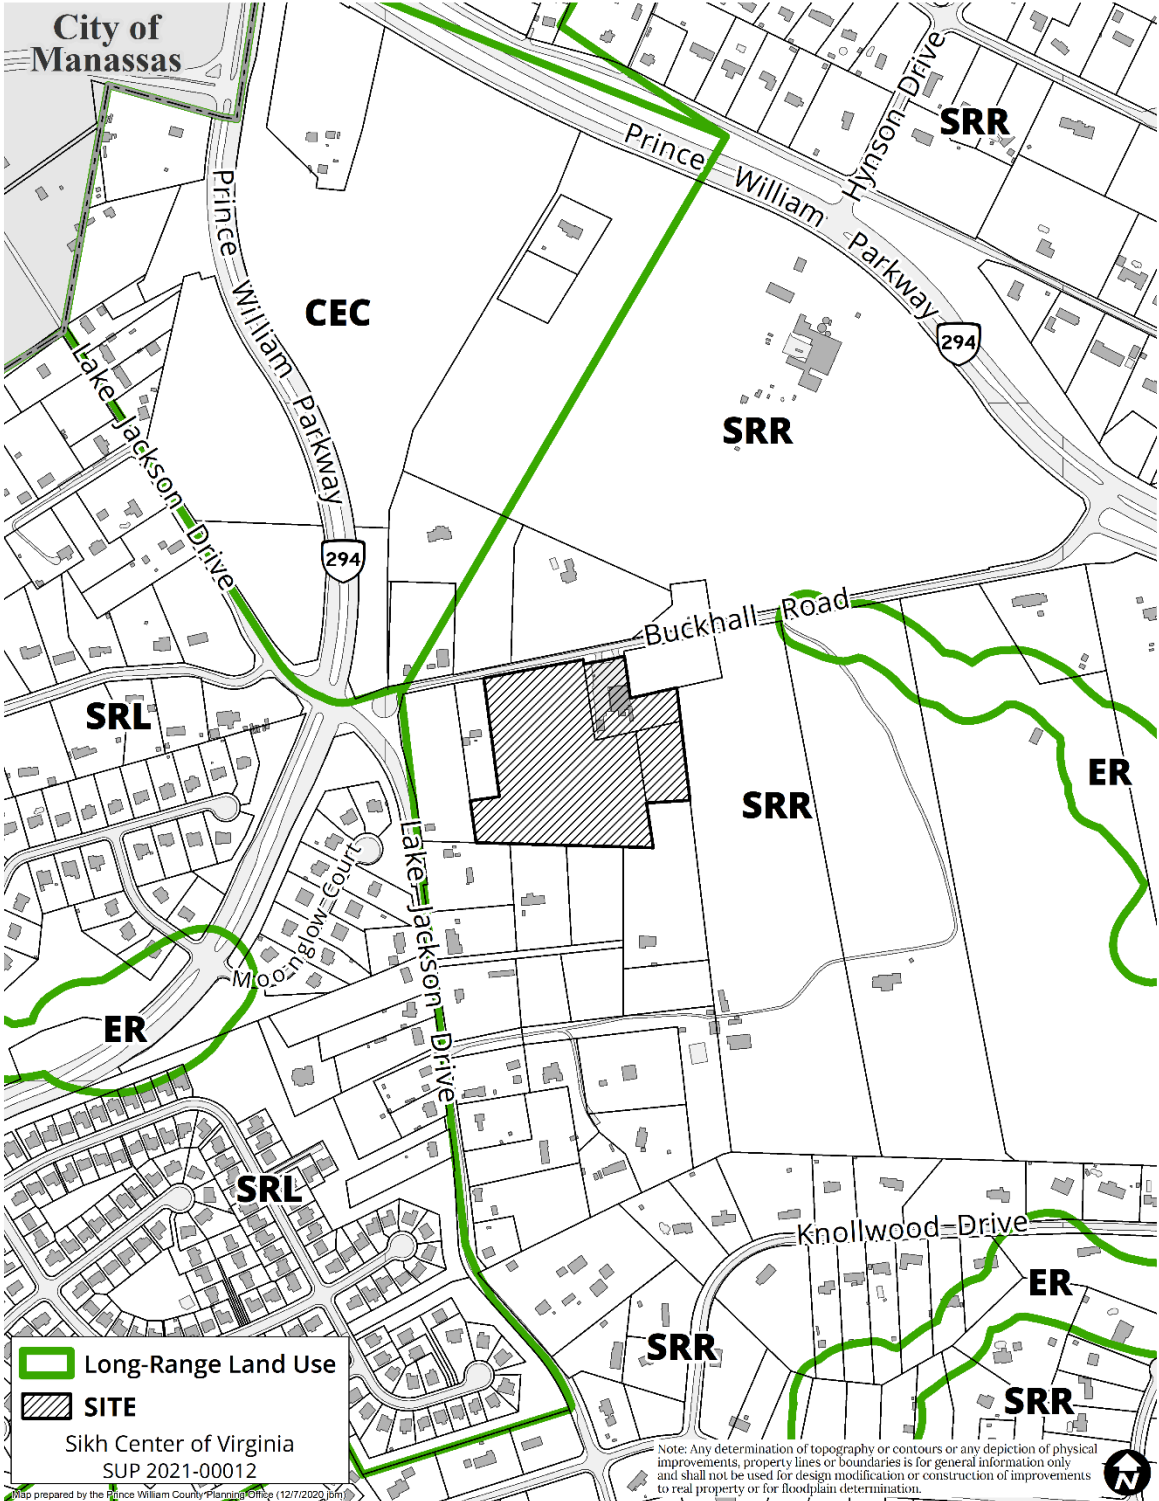 City of
Manassas
Hynson Drive
SRR
Prince William Parkway
Prince William Parkway
CEC
294
Lake Jackson Drive
SRR
294
Buckhall Road
SRL
ER
SRR
Moonglow Court
Lake Jackson Drive
ER
SRL
Knollwood Drive
ER
SRR
SRR
Long-Range Land Use
SITE
Sikh Center of Virginia
SUP 2021-00012
Note: Any determination of topography or contours or any depiction of physical
improvements, property lines or boundaries is for general information only
and shall not be used for design modification or construction of improvements
to real property or for floodplain determination.
N
Map prepared by the Prince William County Planning Office (12/7/2020 jbm)